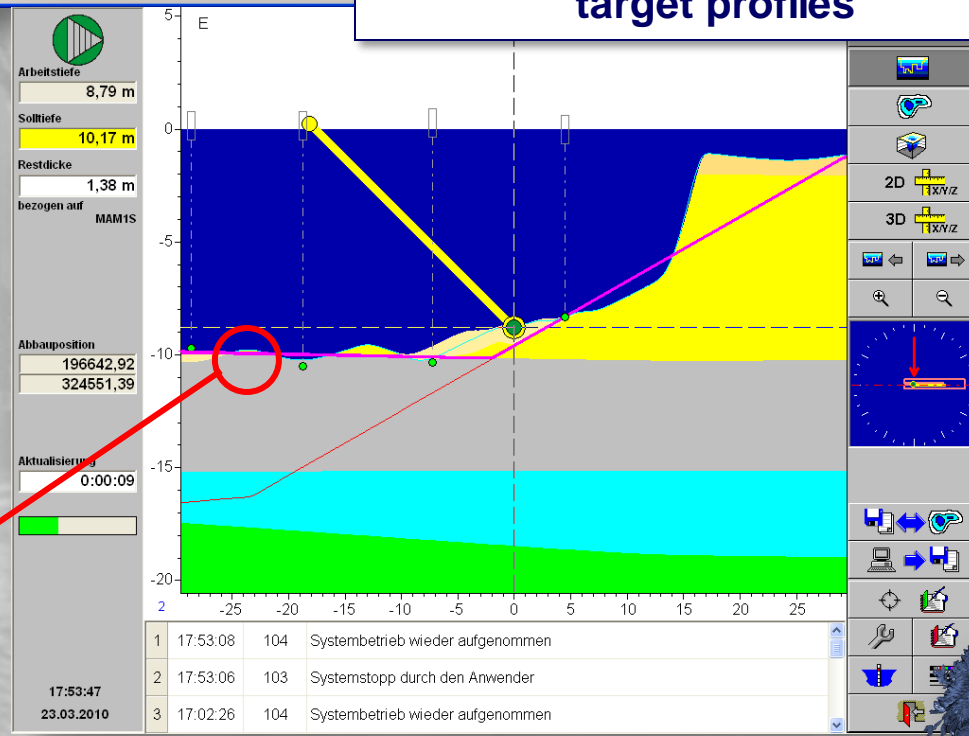 target profiles
Arbeitstiefe
8,79 m
Solltiefe
10,17 m
Restdicke
1,38 m
bezogen auf
MAM1S
Abbauposition
196642,92
324551,39
Aktualisierung
0:00:09
17:53:47
23.03.2010
E
5
0
-5
-10
-15
-20
2
-25 -20 -15 -10 -5 0 5 10 15 20 25
1 17:53:08 104 Systembetrieb wieder aufgenommen
2 17:53:06 103 Systemstopp durch den Anwender
3 17:02:26 104 Systembetrieb wieder aufgenommen
2D X/Y/Z
3D X/Y/Z